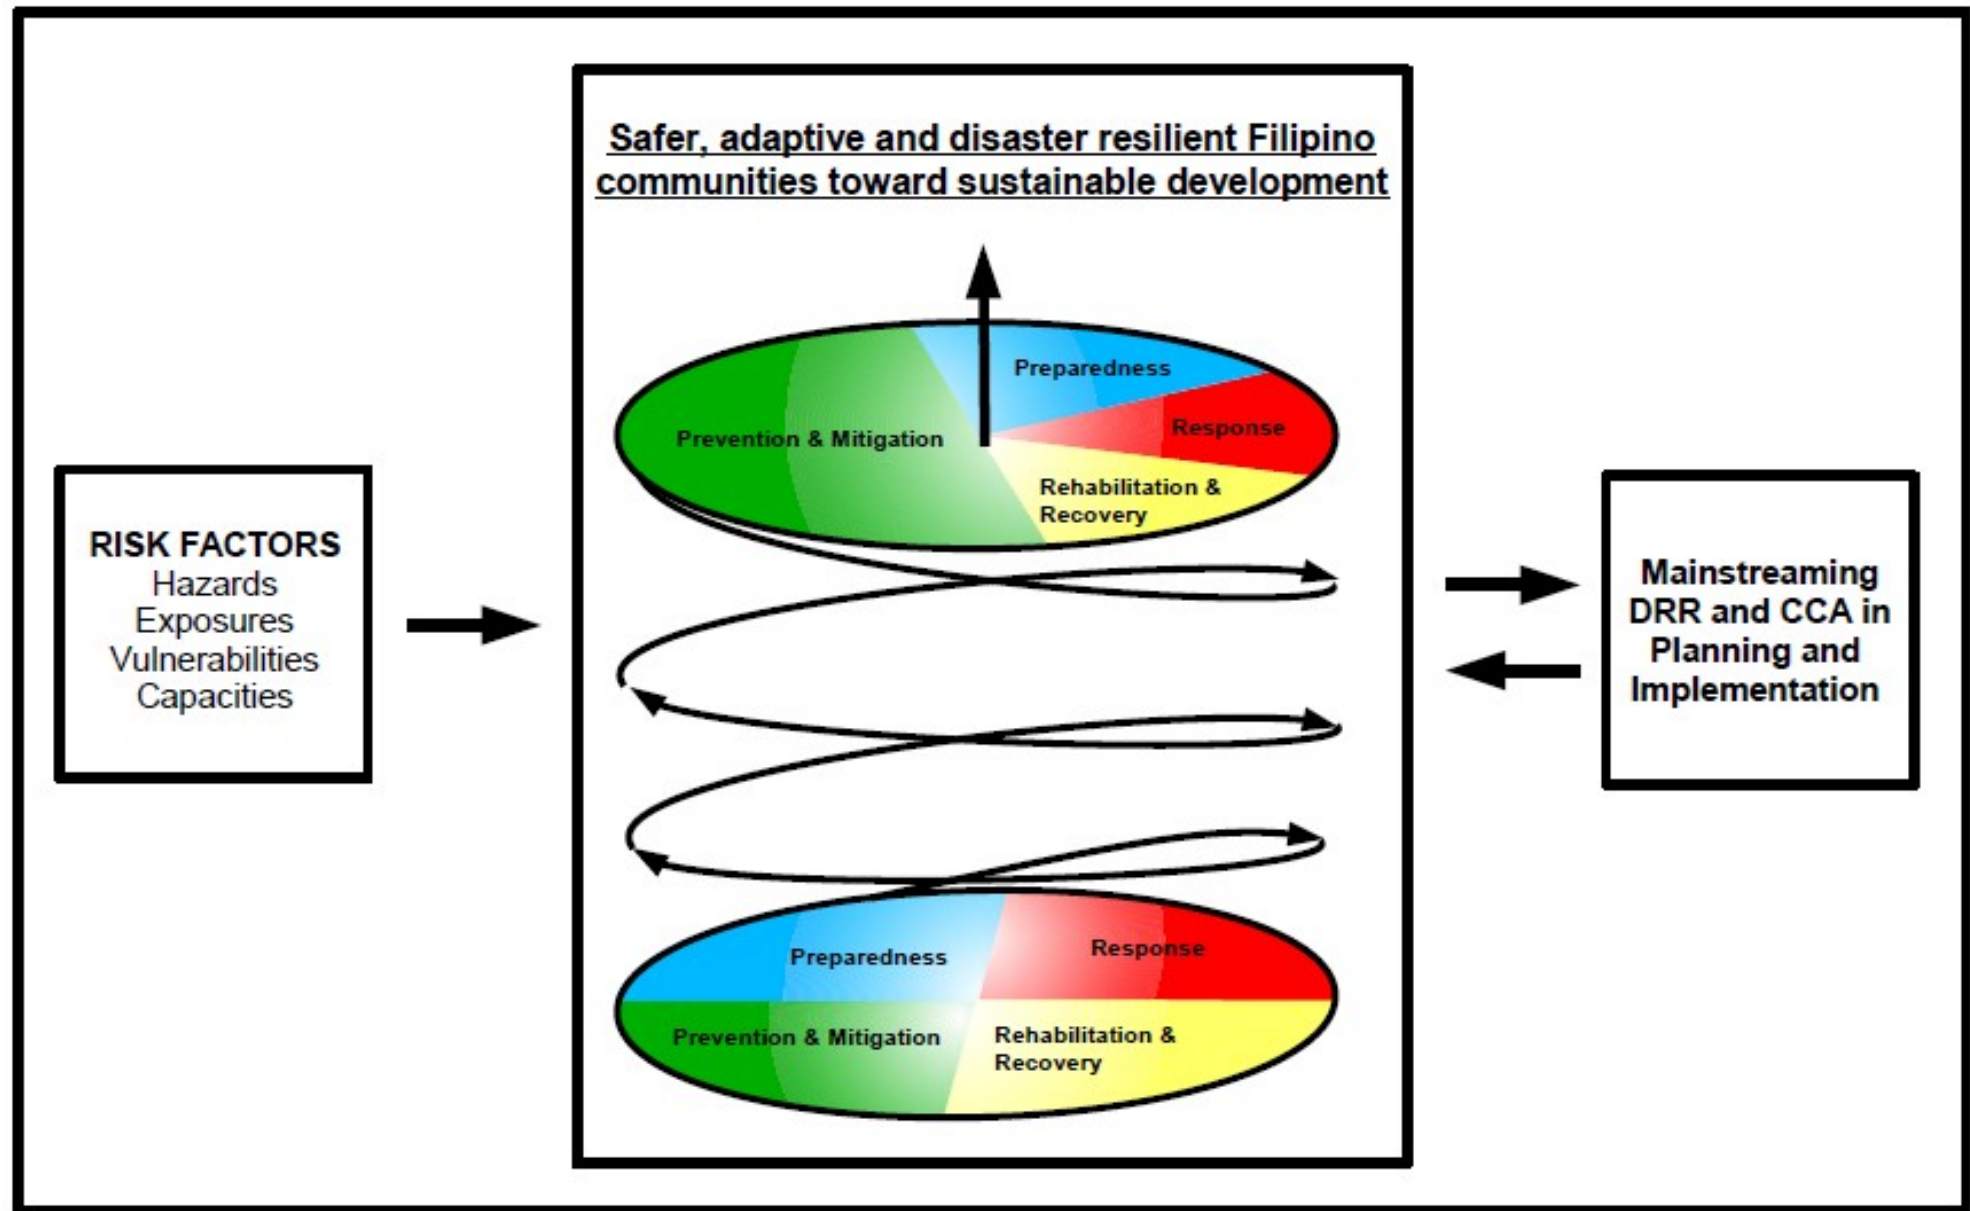 Safer, adaptive and disaster resilient Filipino
communities toward sustainable development
Preparedness
Response
Prevention & Mitigation
Rehabilitation &
Recovery
RISK FACTORS
Hazards
Exposures
Vulnerabilities
Capacities
Mainstreaming
DRR and CCA in
Planning and
Implementation
Preparedness
Response
Prevention & Mitigation
Rehabilitation &
Recovery